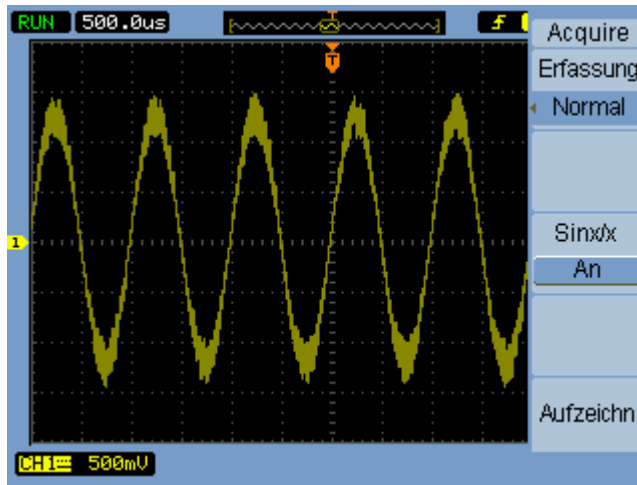 RUN 500.0us
T
1
CH1 500mV
Acquire
Erfassung
Normal
Sinx/x
An
Aufzeichn